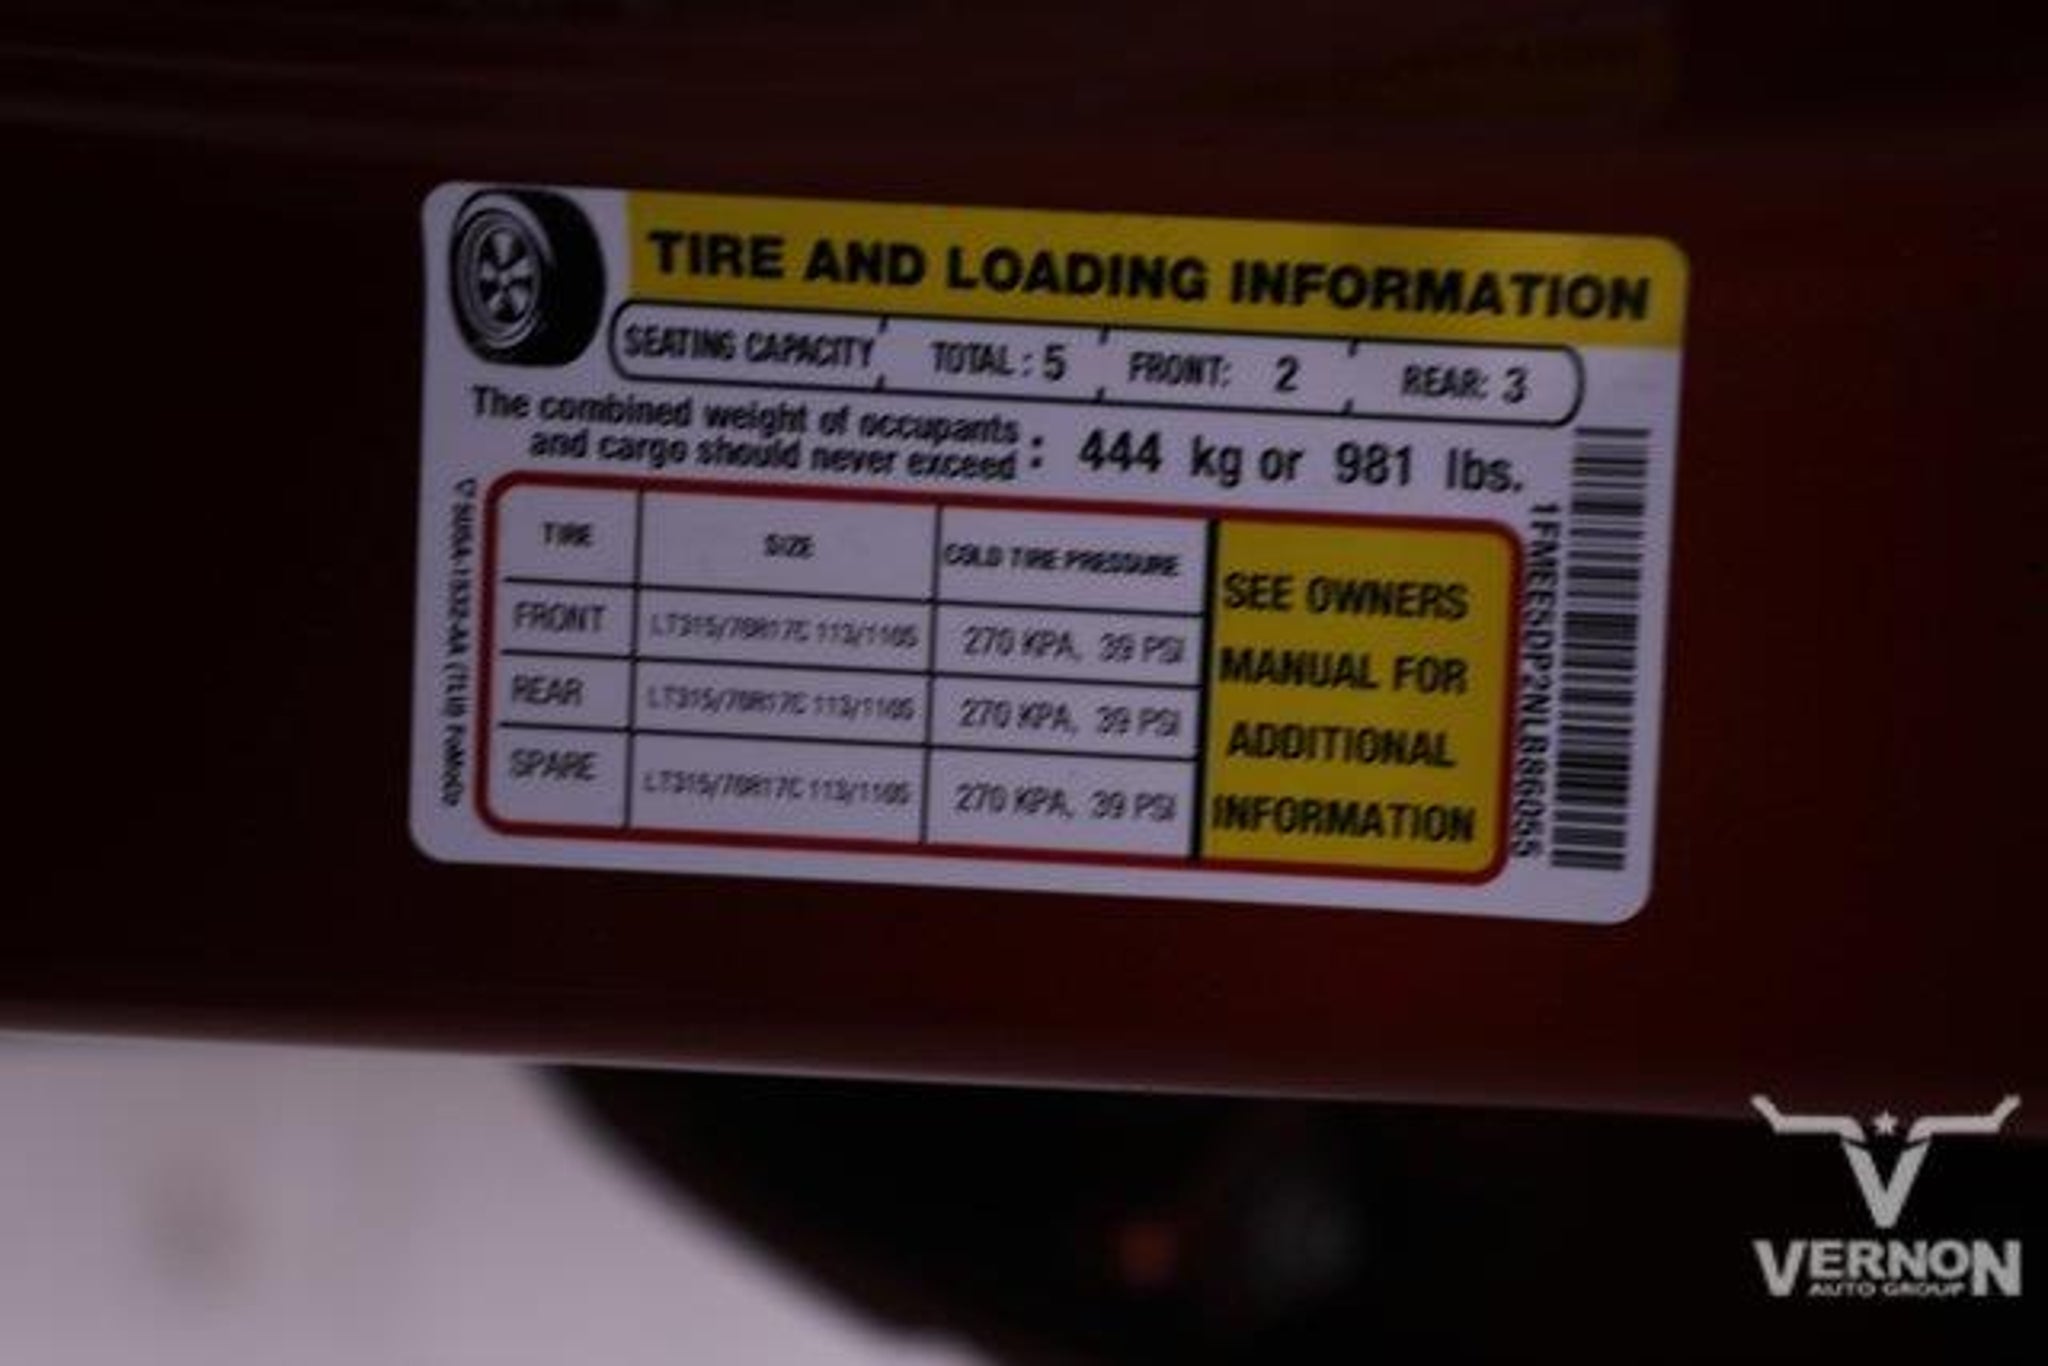 TIRE AND LOADING INFORMATION
SEATING CAPACITY TOTAL: 5 FRONT: 2 REAR: 3
The combined weight of occupants
and cargo should never exceed : 444 kg or 981 lbs.
TIRE SIZE COLD TIRE PRESSURE
FRONT LT315/70R17C 113/110S 270 KPA, 39 PSI
REAR LT315/70R17C 113/110S 270 KPA, 39 PSI
SPARE LT315/70R17C 113/110S 270 KPA, 39 PSI
SEE OWNERS
MANUAL FOR
ADDITIONAL
INFORMATION
1FMEE5DP2NLB86055
VERNON
AUTO GROUP